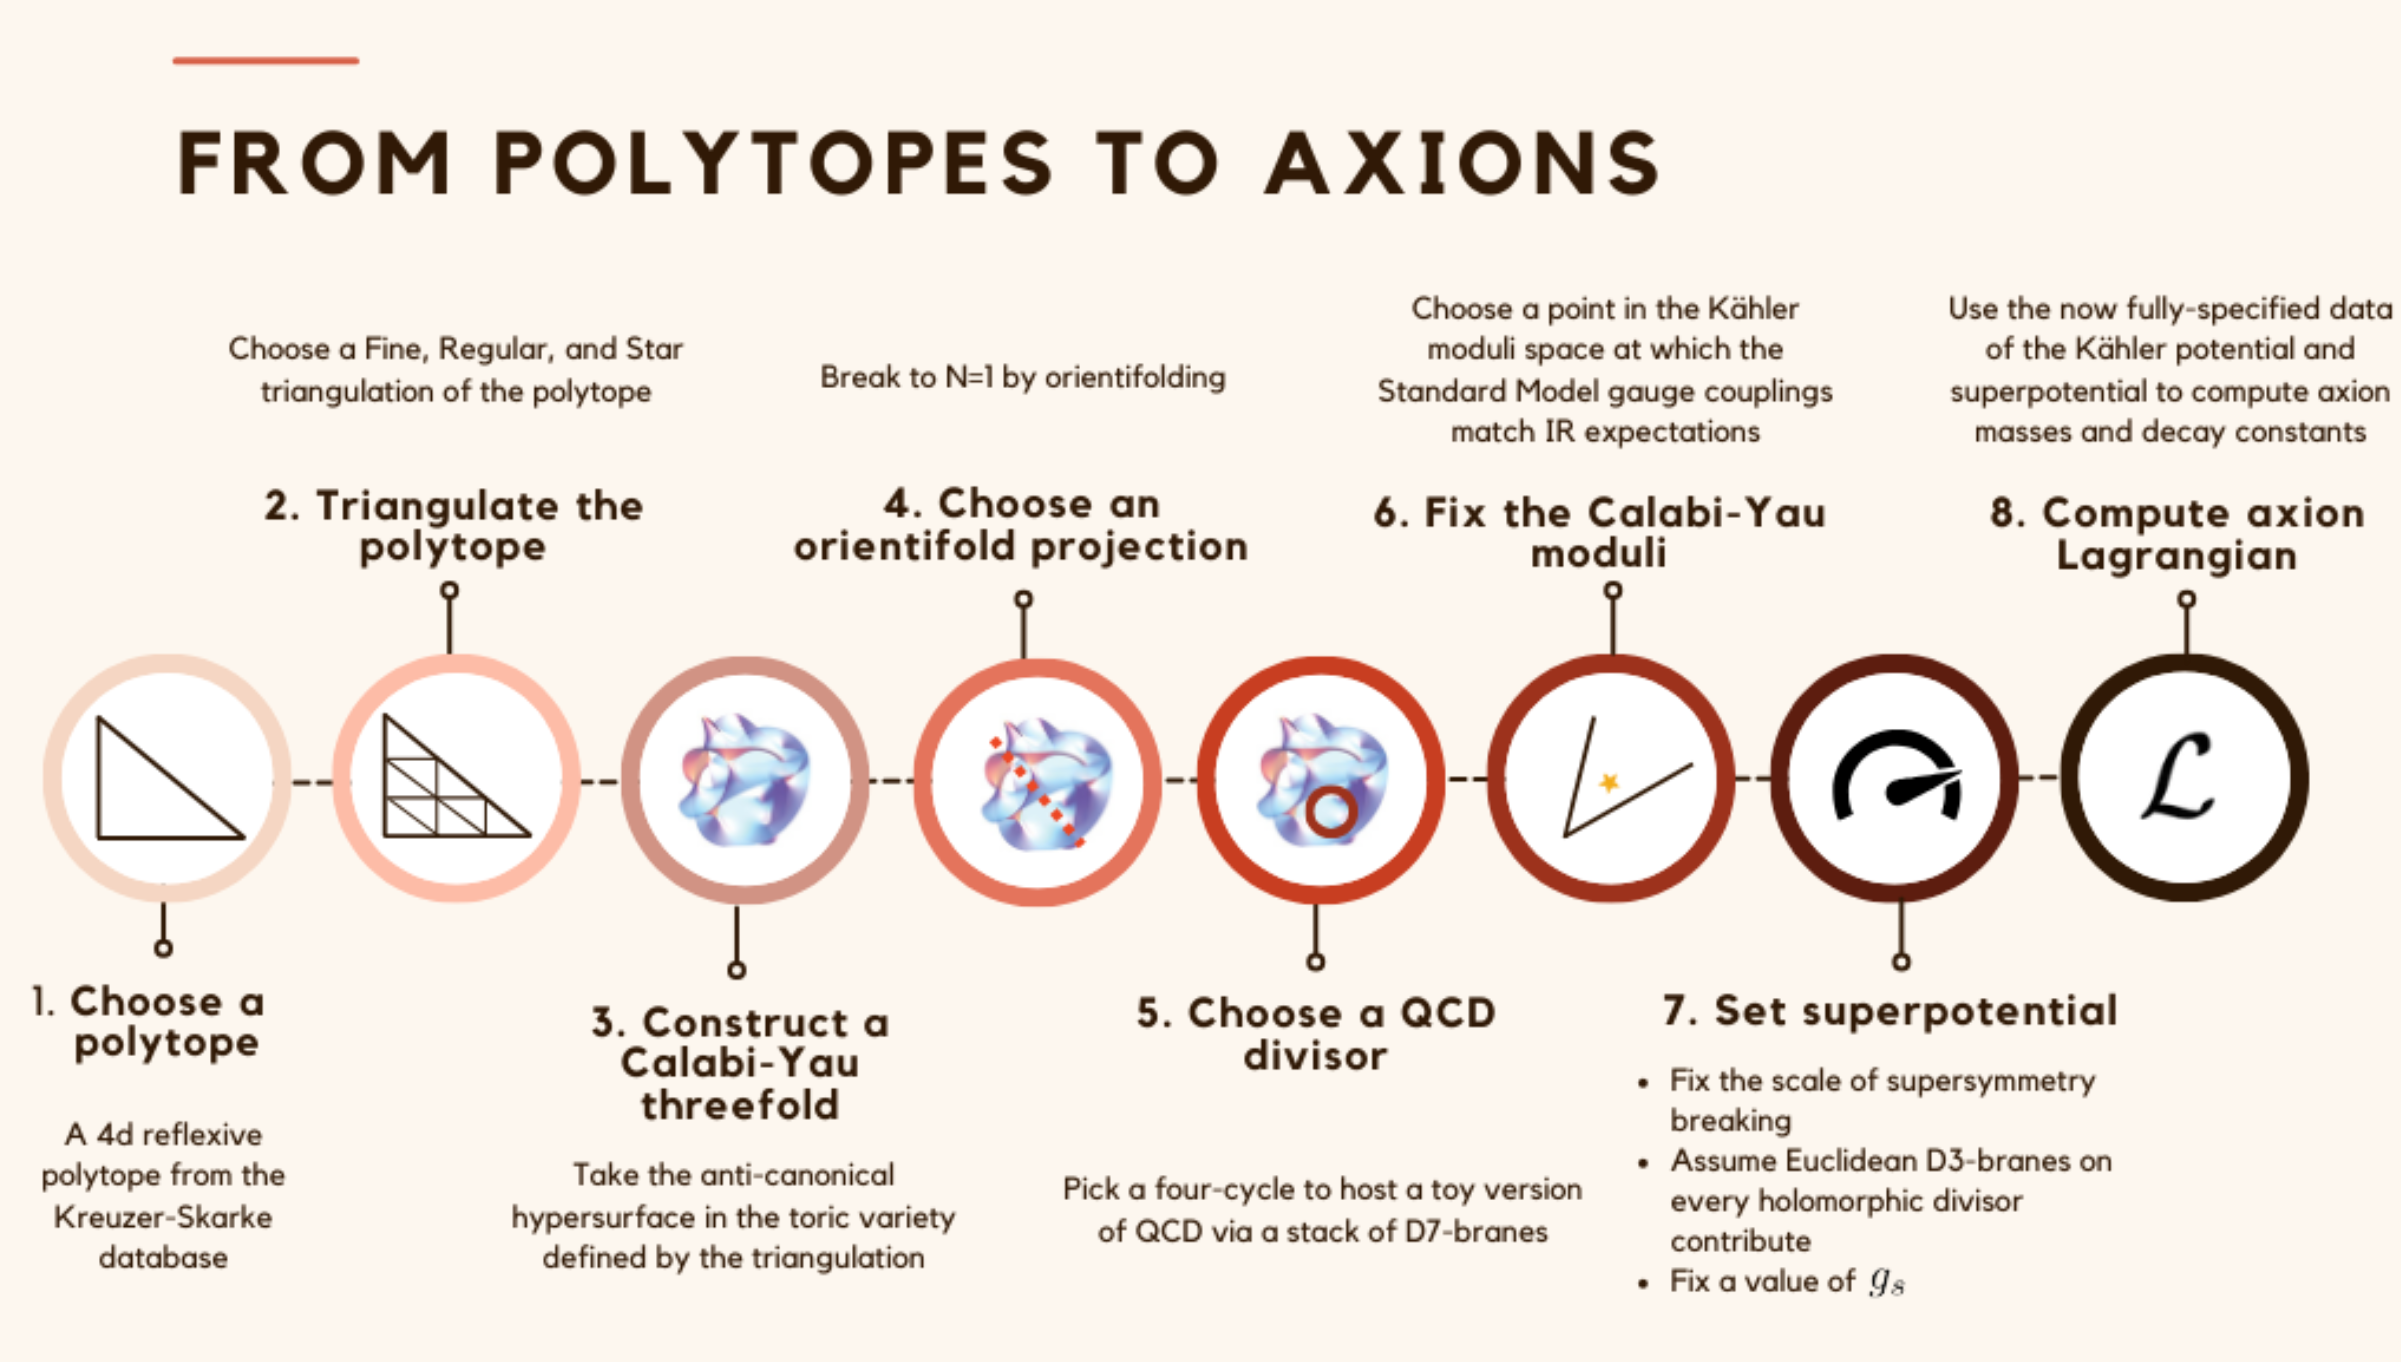 FROM POLYTOPES TO AXIONS
1. Choose a
polytope
A 4d reflexive
polytope from the
Kreuzer-Skarke
database
Choose a Fine, Regular, and Star
triangulation of the polytope
2. Triangulate the
polytope
3. Construct a
Calabi-Yau
threefold
Take the anti-canonical
hypersurface in the toric variety
defined by the triangulation
Break to N=1 by orientifolding
4. Choose an
orientifold projection
5. Choose a QCD
divisor
Pick a four-cycle to host a toy version
of QCD via a stack of D7-branes
Choose a point in the Kähler
moduli space at which the
Standard Model gauge couplings
match IR expectations
6. Fix the Calabi-Yau
moduli
7. Set superpotential
• Fix the scale of supersymmetry
breaking
• Assume Euclidean D3-branes on
every holomorphic divisor
contribute
• Fix a value of $g_s$
Use the now fully-specified data
of the Kähler potential and
superpotential to compute axion
masses and decay constants
8. Compute axion
Lagrangian
ℒ